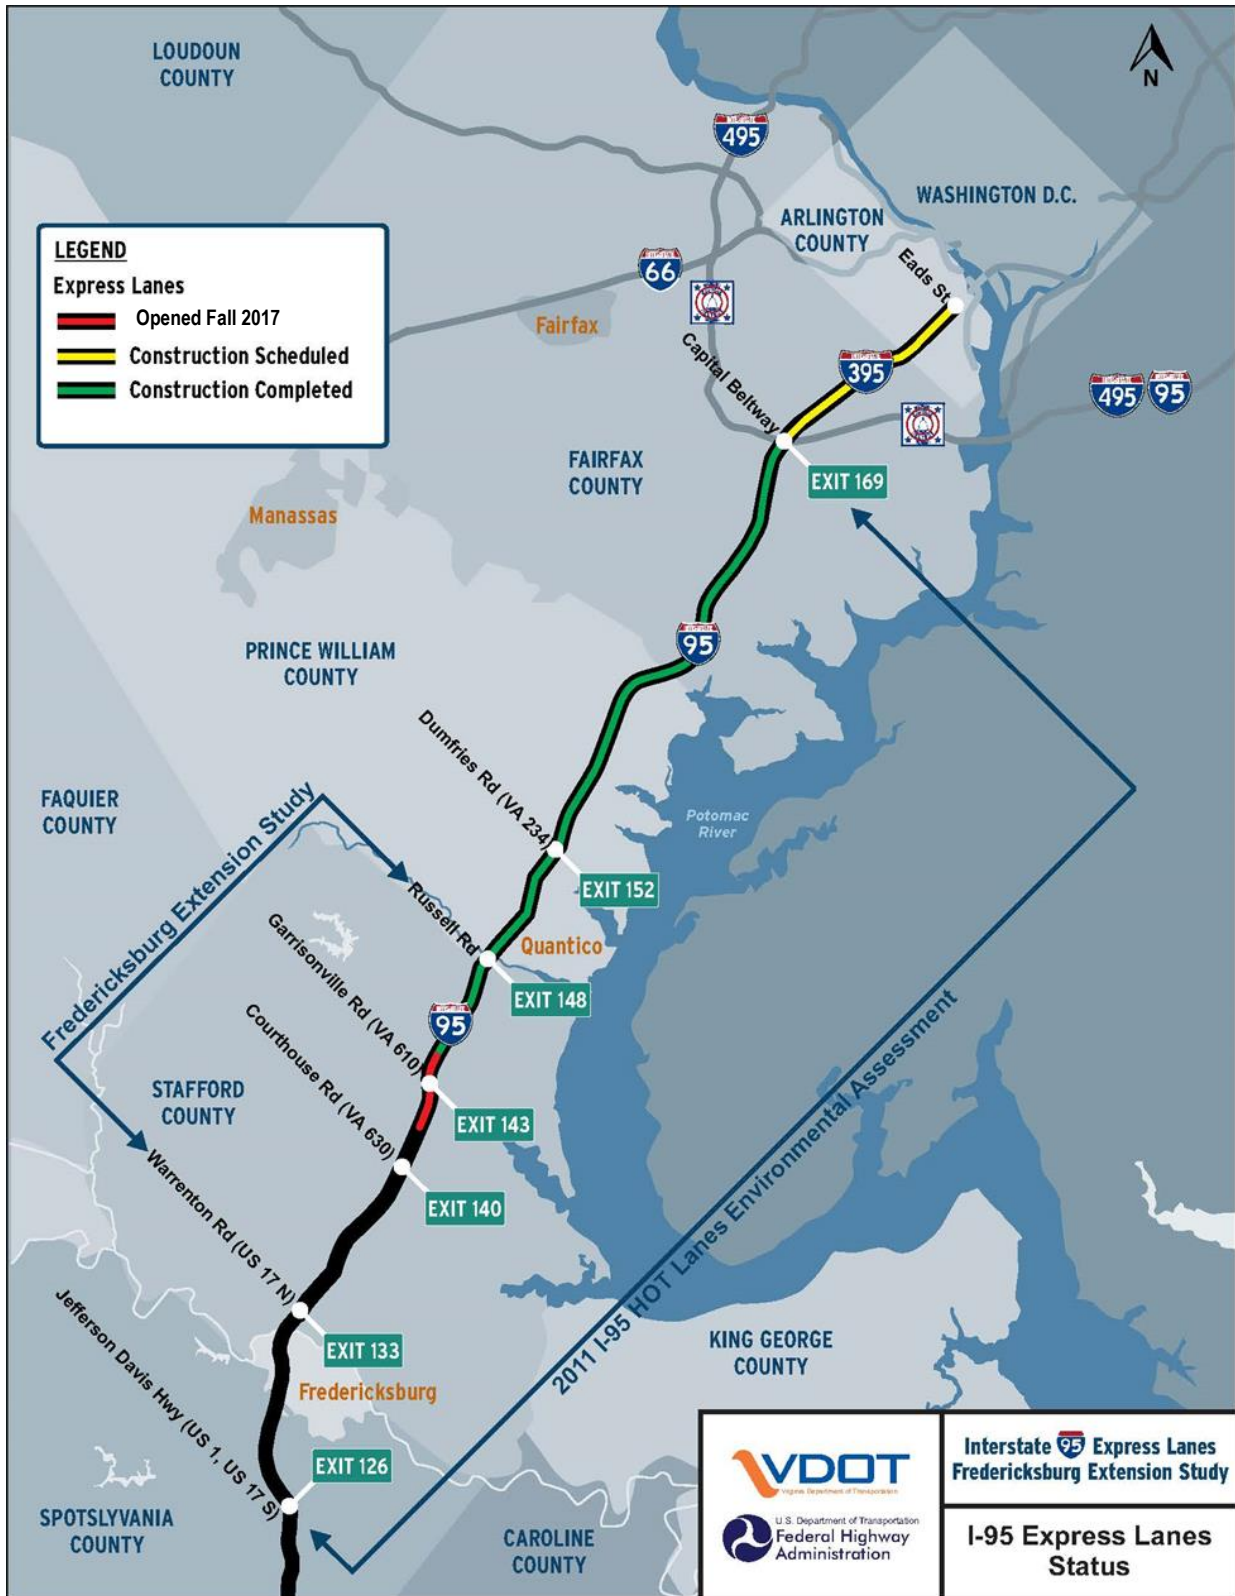 LOUDOUN
COUNTY
N
495
WASHINGTON D.C.
ARLINGTON
COUNTY
LEGEND
Express Lanes
Opened Fall 2017
Construction Scheduled
Construction Completed
66
Fairfax
Eads St
Capital Beltway
395
495
95
FAIRFAX
COUNTY
EXIT 169
Manassas
95
PRINCE WILLIAM
COUNTY
Dumfries Rd (VA 234)
Potomac
River
FAQUIER
COUNTY
Fredericksburg Extension Study
EXIT 152
Russell Rd
Quantico
Garrisonville Rd (VA 610)
EXIT 148
95
Courthouse Rd (VA 630)
STAFFORD
COUNTY
EXIT 143
2011 I-95 HOT Lanes Environmental Assessment
Warrenton Rd (US 17 N)
EXIT 140
Jefferson Davis Hwy (US 1, US 17 S)
EXIT 133
KING GEORGE
COUNTY
Fredericksburg
EXIT 126
SPOTSLYVANIA
COUNTY
CAROLINE
COUNTY
VDOT
Virginia Department of Transportation
U.S. Department of Transportation
Federal Highway
Administration
Interstate 95 Express Lanes
Fredericksburg Extension Study
I-95 Express Lanes
Status